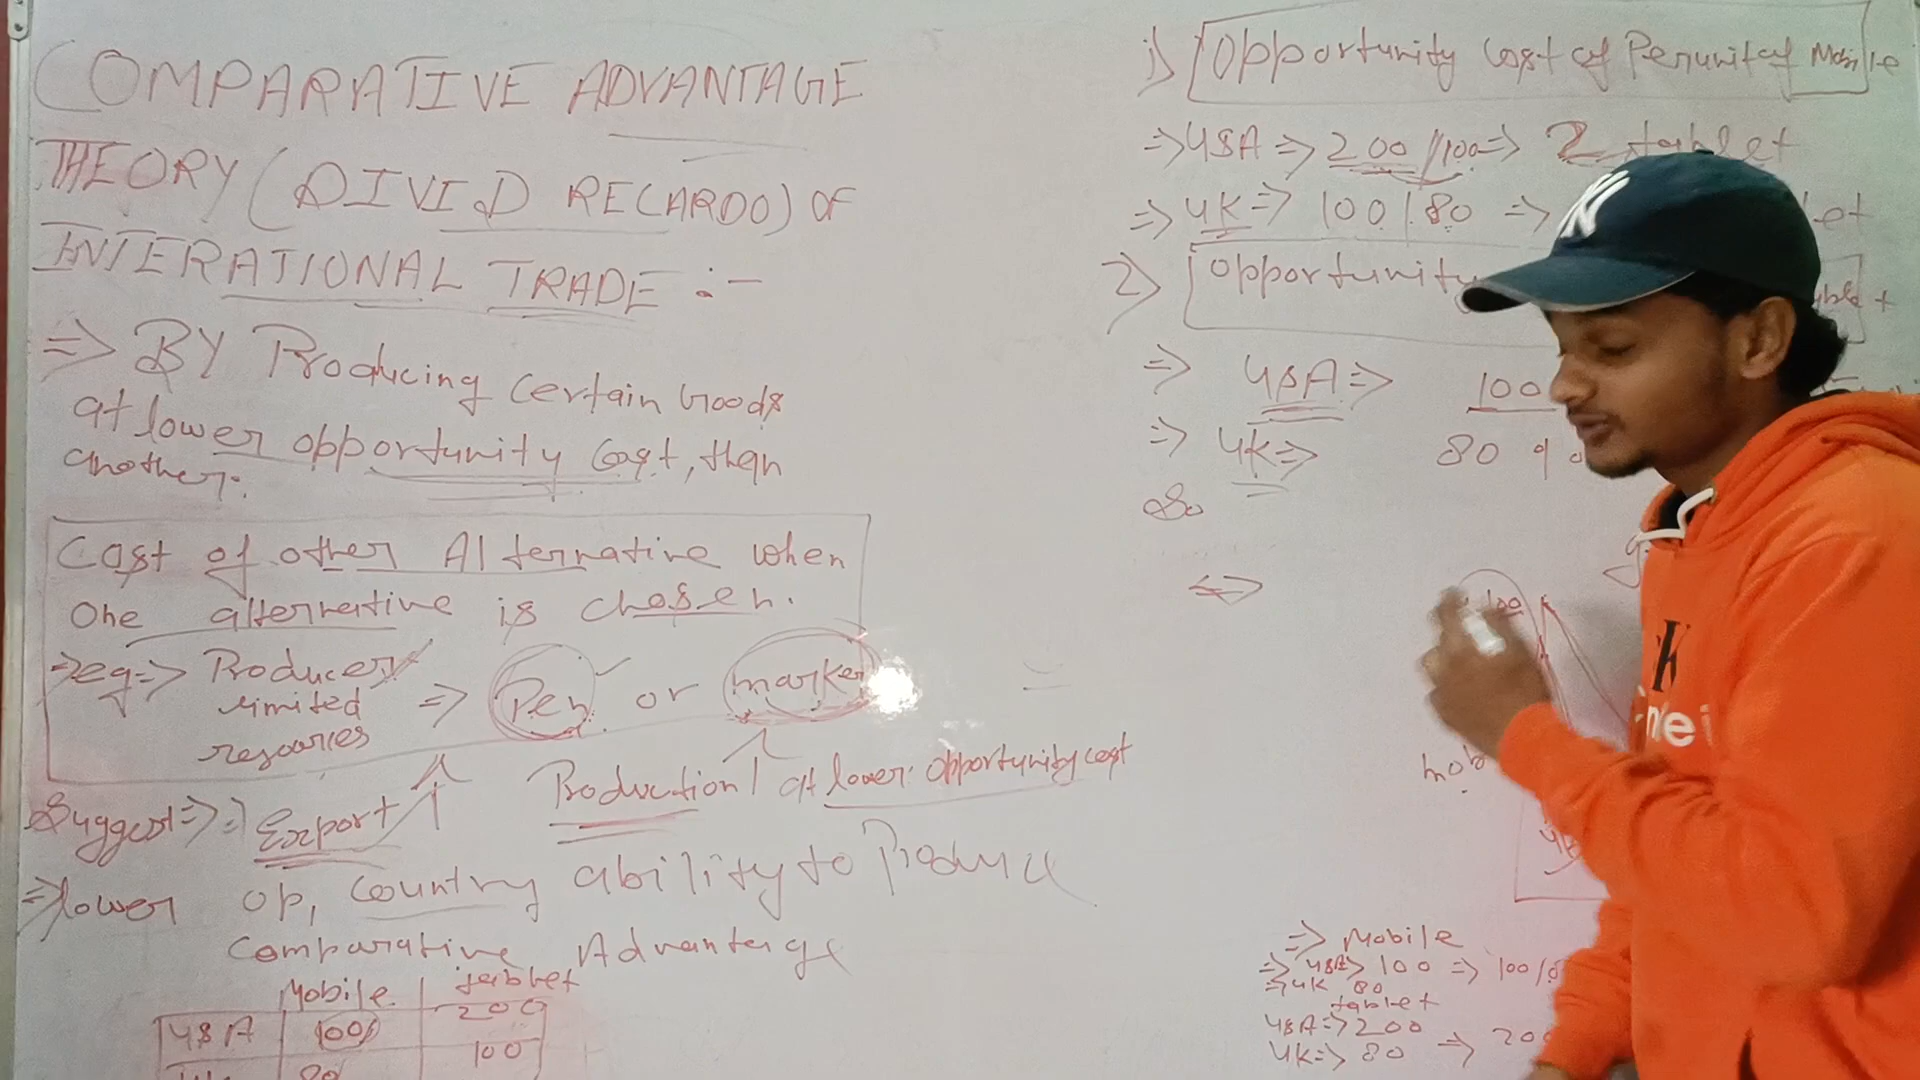 COMPARATIVE ADVANTAGE
THEORY (DIVID RECARDO) OF
INTERATIONAL TRADE :-
=> BY Producing certain Goods
at lower opportunity Cost, than
another.
Cost of other Alternative when
One alternative is chosen.
=> eg => Producer
limited
resources
=> Pen or marker
Suggest => => Export
Production at lower opportunity cost
=> lower op, Country ability to Produce
Comparative Advantage
Mobile tablet
USA 100 200
80 100
1) Opportunity Cost of Per unit of Mobile
=> USA => 200/100 => 2 tablet
=> UK => 100/80 =>
2) Opportunity
=> USA => 100
=> UK => 80
So
<=>
100
=> Mobile
=> USA => 100 => 100/
=> UK 80
tablet
USA => 200
UK => 80 => 200